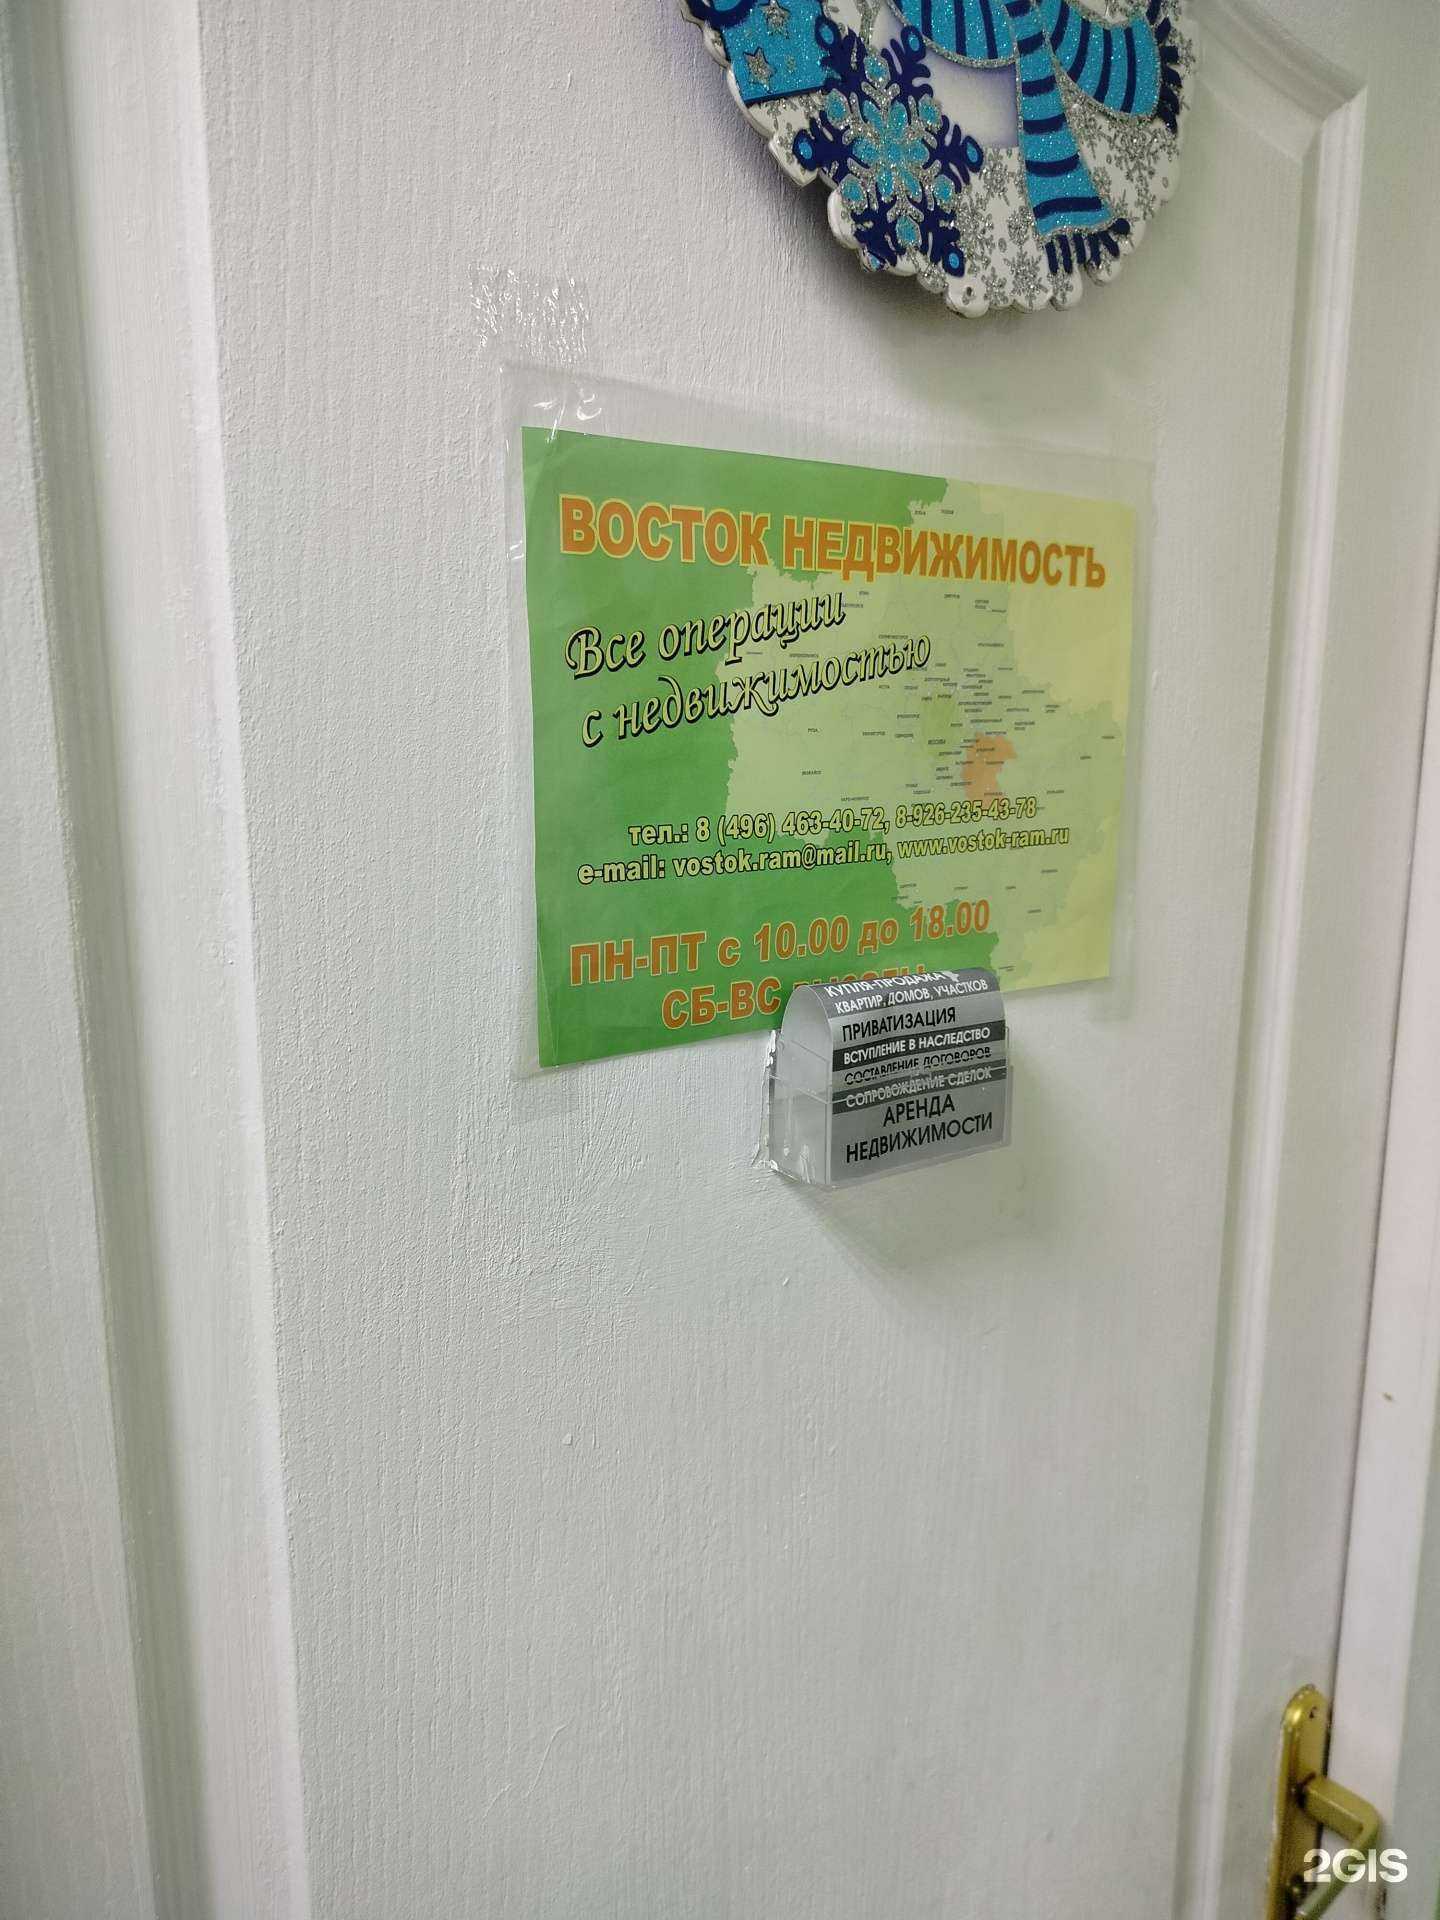 ВОСТОК НЕДВИЖИМОСТЬ
Все операции
с недвижимостью
тел.: 8 (496) 463-40-72, 8-926-235-43-78
e-mail: vostok.ram@mail.ru, www.vostok-ram.ru
ПН-ПТ с 10.00 до 18.00
СБ-ВС
КУПЛЯ-ПРОДАЖА
КВАРТИР, ДОМОВ, УЧАСТКОВ
ПРИВАТИЗАЦИЯ
ВСТУПЛЕНИЕ В НАСЛЕДСТВО
СОСТАВЛЕНИЕ ДОГОВОРОВ
СОПРОВОЖДЕНИЕ СДЕЛОК
АРЕНДА
НЕДВИЖИМОСТИ
2GIS